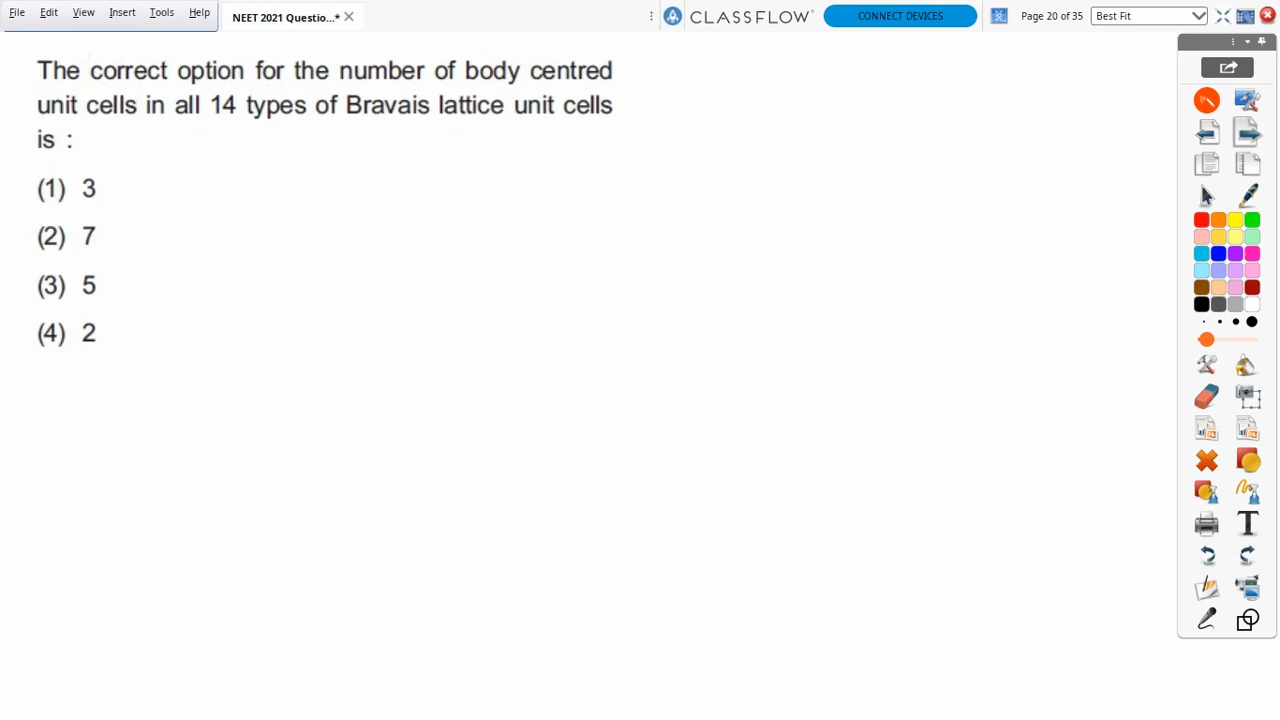 File Edit View Insert Tools Help NEET 2021 Questio...* CLASSFLOW CONNECT DEVICES Page 20 of 35 Best Fit
The correct option for the number of body centred
unit cells in all 14 types of Bravais lattice unit cells
is :
(1) 3
(2) 7
(3) 5
(4) 2